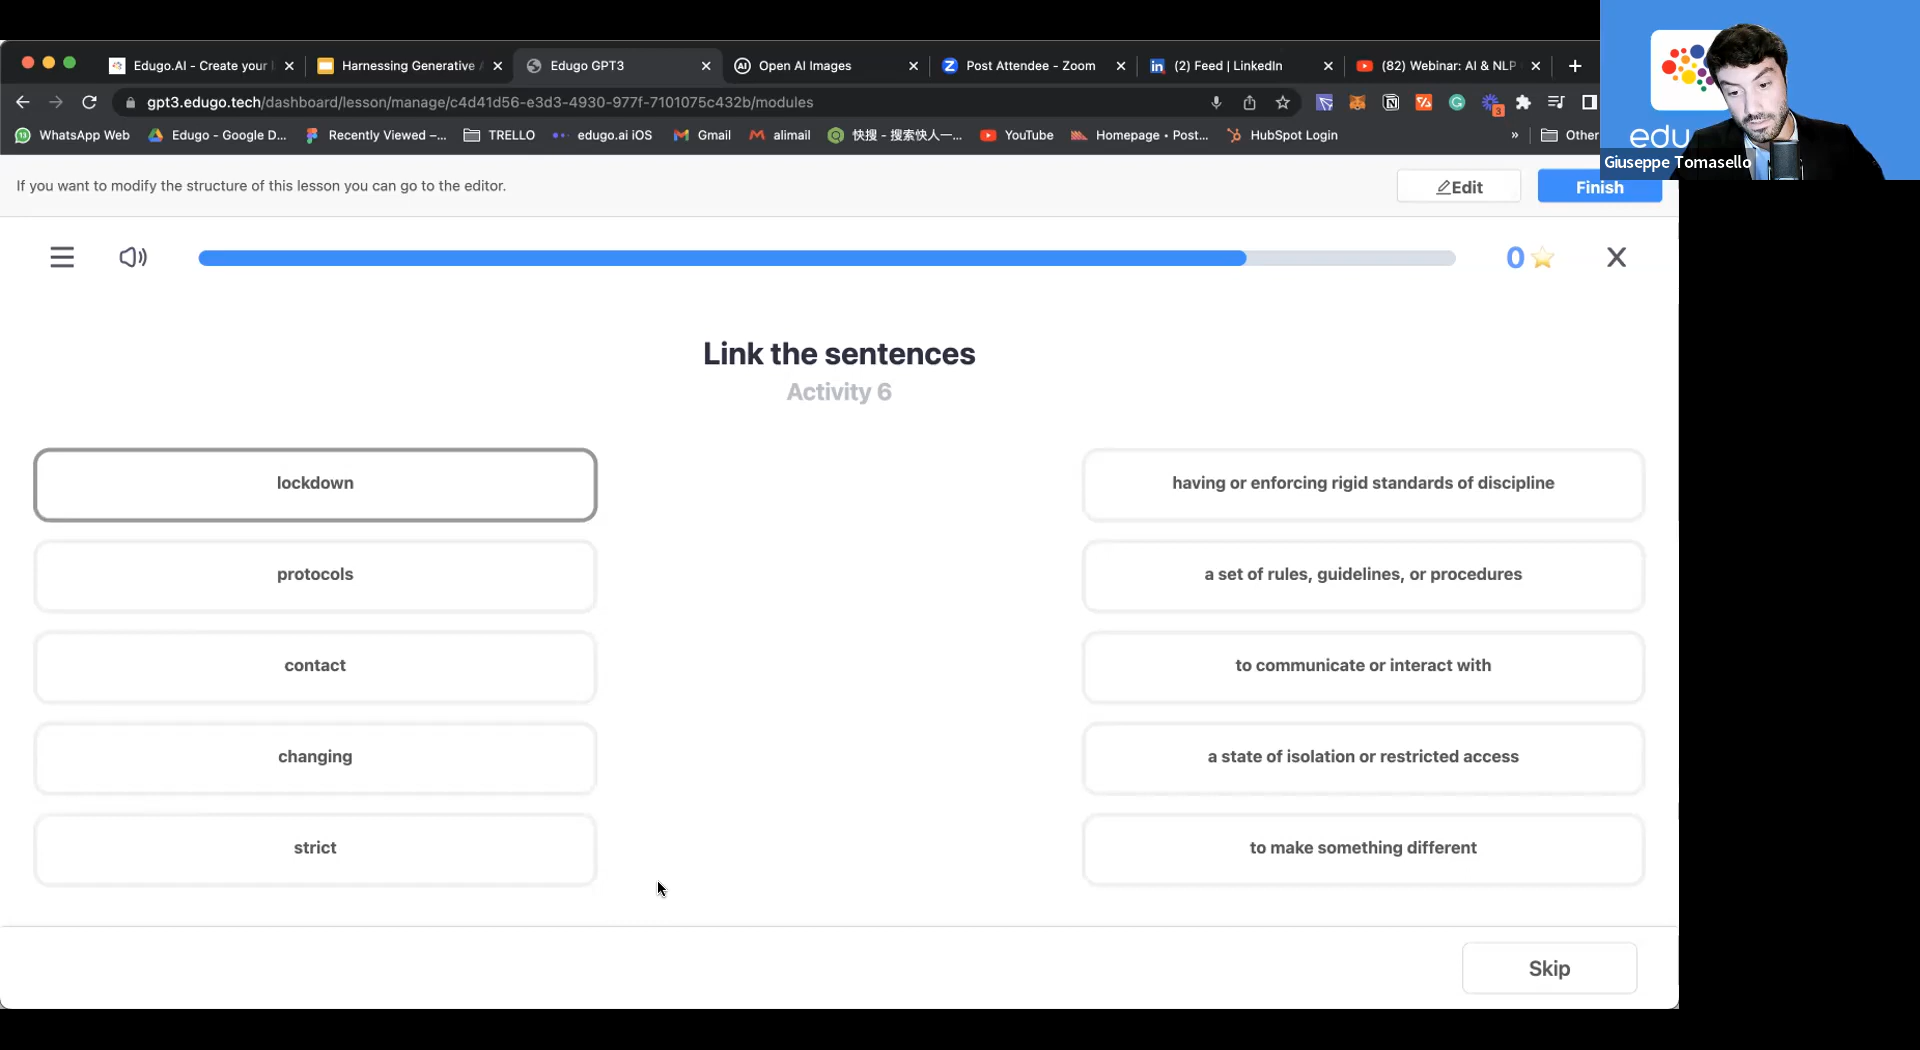 Edugo.AI - Create your
Harnessing Generative
Edugo GPT3
Open AI Images
Post Attendee - Zoom
(2) Feed | LinkedIn
(82) Webinar: AI & NLP
gpt3.edugo.tech/dashboard/lesson/manage/c4d41d56-e3d3-4930-977f-7101075c432b/modules
WhatsApp Web
Edugo - Google D...
Recently Viewed –...
TRELLO
edugo.ai iOS
Gmail
alimail
快搜 - 搜索快人一...
YouTube
Homepage • Post...
HubSpot Login
»
Other
edu
Giuseppe Tomasello
If you want to modify the structure of this lesson you can go to the editor.
Edit
Finish
0
Link the sentences
Activity 6
lockdown
having or enforcing rigid standards of discipline
protocols
a set of rules, guidelines, or procedures
contact
to communicate or interact with
changing
a state of isolation or restricted access
strict
to make something different
Skip